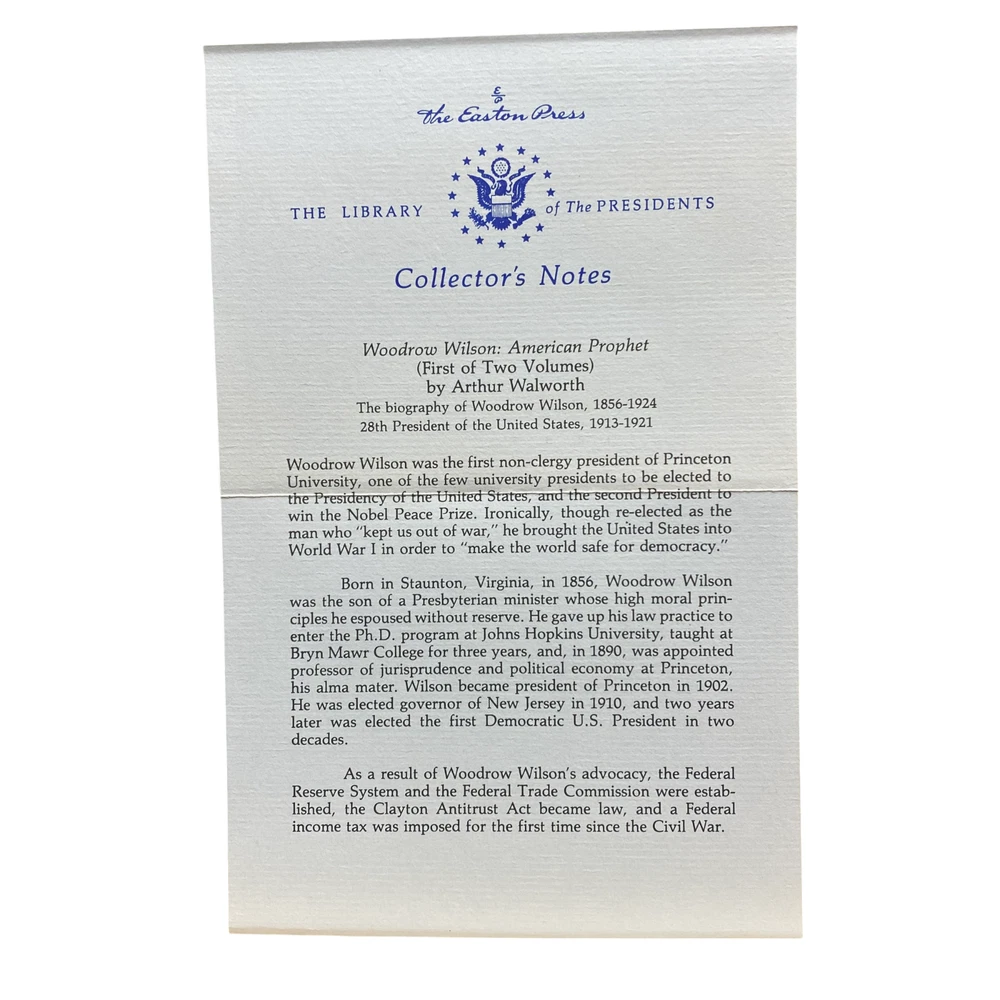 E
P
The Easton Press
THE LIBRARY of The PRESIDENTS
Collector's Notes
Woodrow Wilson: American Prophet
(First of Two Volumes)
by Arthur Walworth
The biography of Woodrow Wilson, 1856-1924
28th President of the United States, 1913-1921
Woodrow Wilson was the first non-clergy president of Princeton
University, one of the few university presidents to be elected to
the Presidency of the United States, and the second President to
win the Nobel Peace Prize. Ironically, though re-elected as the
man who "kept us out of war," he brought the United States into
World War I in order to "make the world safe for democracy."
Born in Staunton, Virginia, in 1856, Woodrow Wilson
was the son of a Presbyterian minister whose high moral prin-
ciples he espoused without reserve. He gave up his law practice to
enter the Ph.D. program at Johns Hopkins University, taught at
Bryn Mawr College for three years, and, in 1890, was appointed
professor of jurisprudence and political economy at Princeton,
his alma mater. Wilson became president of Princeton in 1902.
He was elected governor of New Jersey in 1910, and two years
later was elected the first Democratic U.S. President in two
decades.
As a result of Woodrow Wilson's advocacy, the Federal
Reserve System and the Federal Trade Commission were estab-
lished, the Clayton Antitrust Act became law, and a Federal
income tax was imposed for the first time since the Civil War.